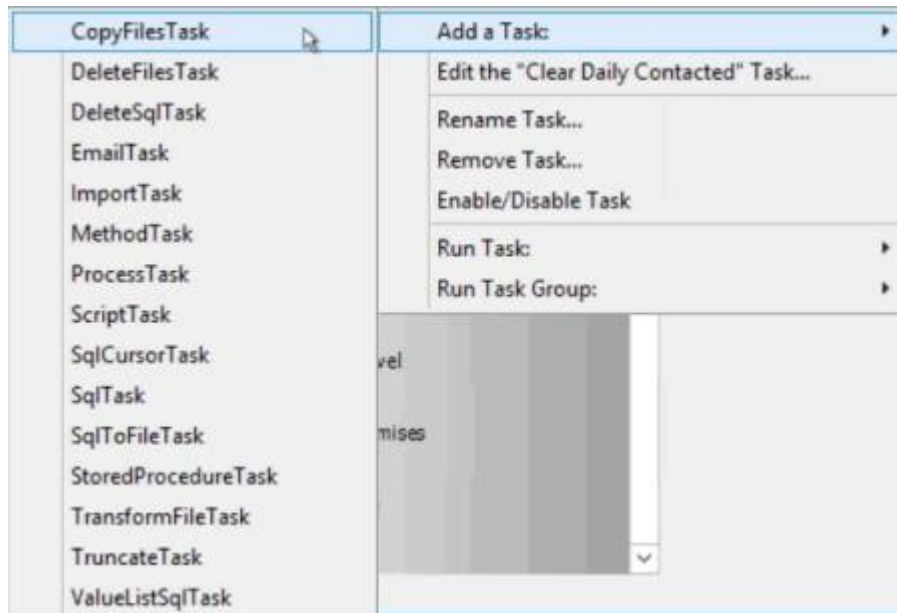 CopyFilesTask
DeleteFilesTask
DeleteSqlTask
EmailTask
ImportTask
MethodTask
ProcessTask
ScriptTask
SqlCursorTask
SqlTask
SqlToFileTask
StoredProcedureTask
TransformFileTask
TruncateTask
ValueListSqlTask
Add a Task:
Edit the "Clear Daily Contacted" Task...
Rename Task...
Remove Task...
Enable/Disable Task
Run Task:
Run Task Group:
vel
mises